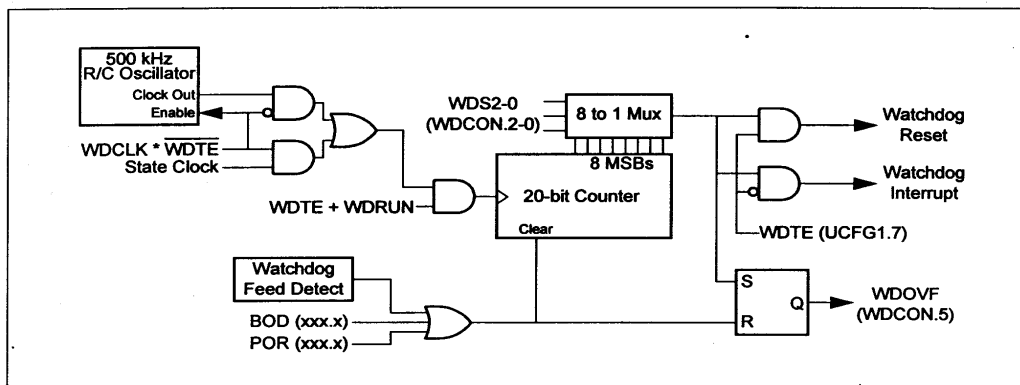 500 kHz
R/C Oscillator
Clock Out
Enable
WDCLK * WDTE
State Clock
WDTE + WDRUN
WDS2-0
(WDCON.2-0)
8 to 1 Mux
8 MSBs
20-bit Counter
Clear
Watchdog
Reset
Watchdog
Interrupt
WDTE (UCFG1.7)
Watchdog
Feed Detect
BOD (xxx.x)
POR (xxx.x)
S
Q
R
WDOVF
(WDCON.5)